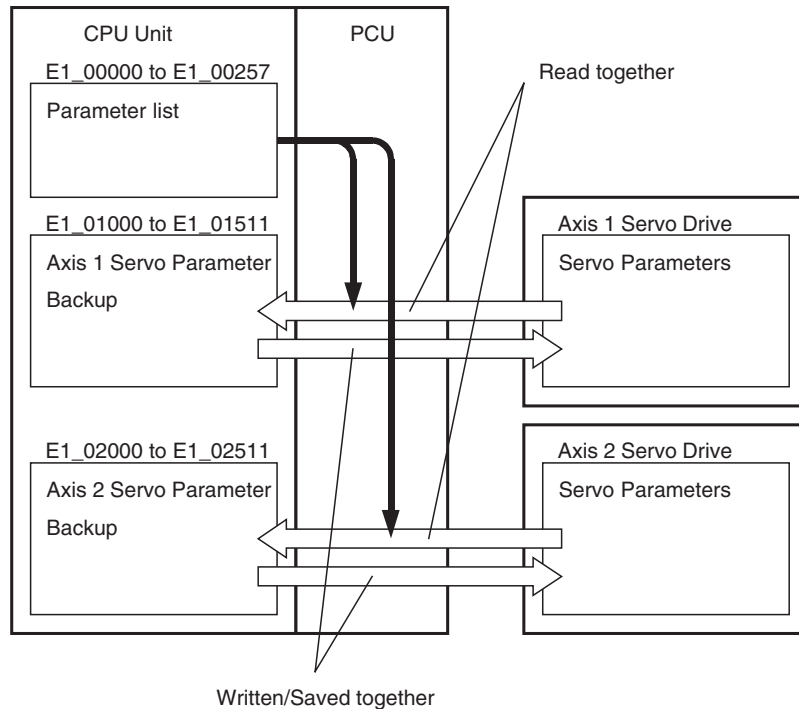 CPU Unit
PCU
E1_00000 to E1_00257
Parameter list
Read together
E1_01000 to E1_01511
Axis 1 Servo Parameter
Backup
Axis 1 Servo Drive
Servo Parameters
E1_02000 to E1_02511
Axis 2 Servo Parameter
Backup
Axis 2 Servo Drive
Servo Parameters
Written/Saved together